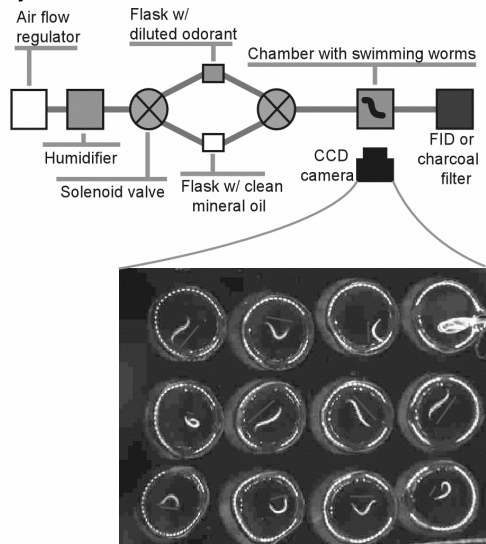 Air flow
regulator
Flask w/
diluted odorant
Chamber with swimming worms
Humidifier
Solenoid valve
Flask w/ clean
mineral oil
CCD
camera
FID or
charcoal
filter